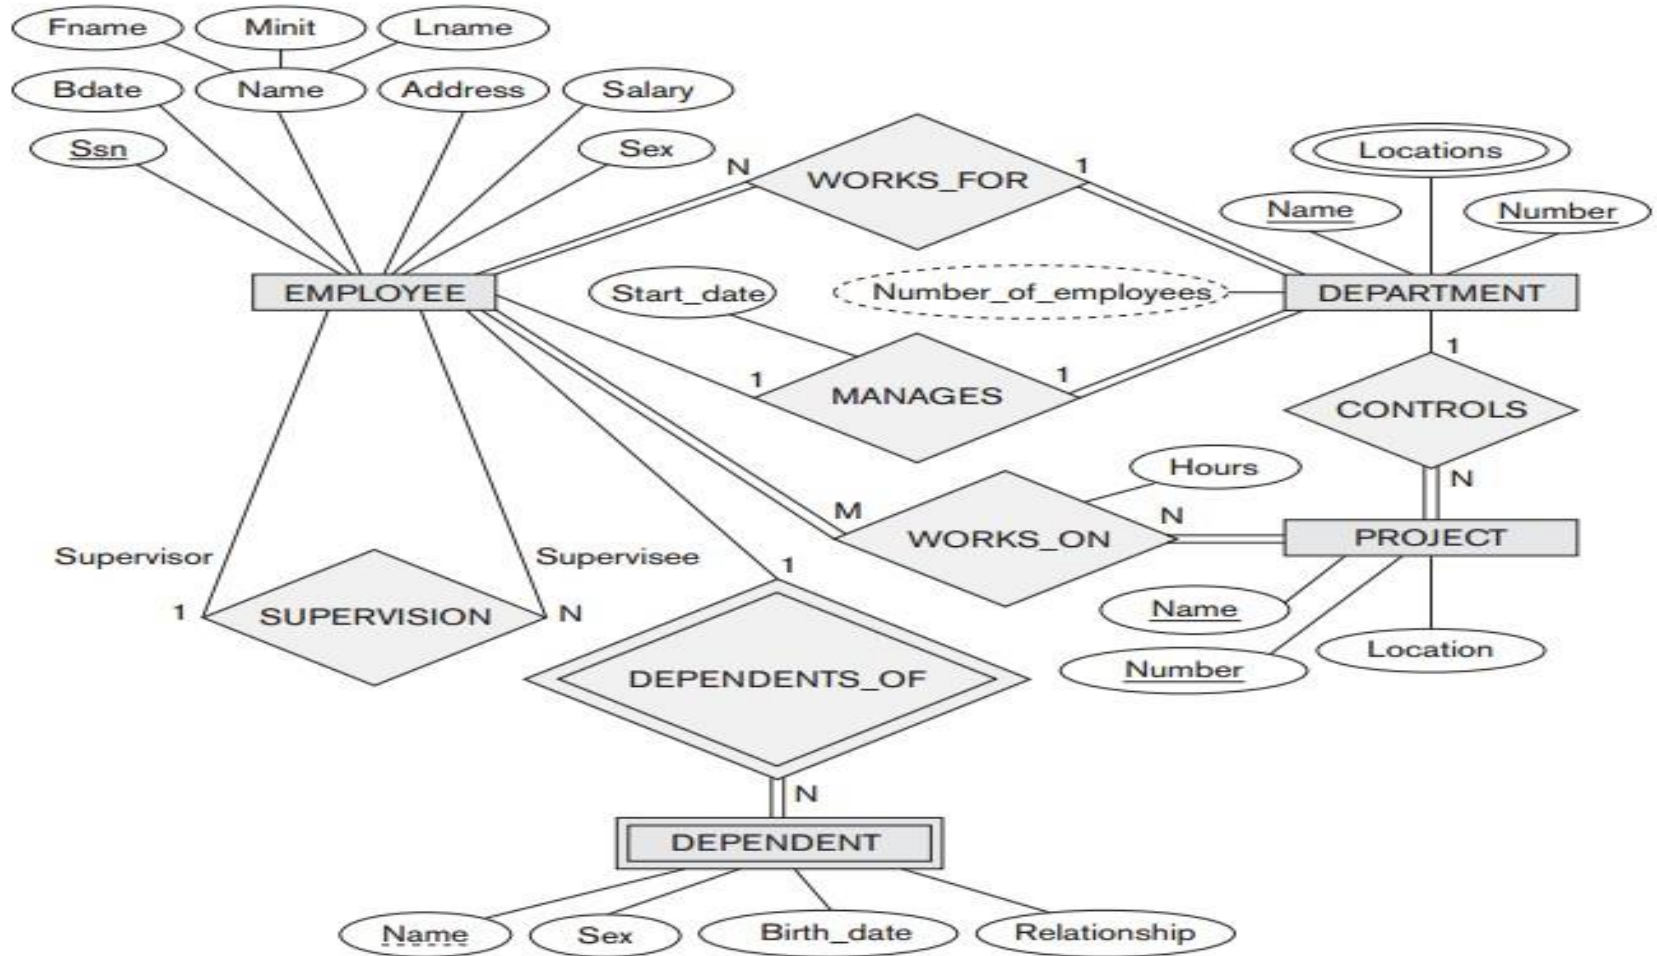 Fname
Minit
Lname
Bdate
Name
Address
Salary
Ssn
Sex
N
WORKS_FOR
1
Locations
Name
Number
EMPLOYEE
Start_date
Number_of_employees
DEPARTMENT
1
MANAGES
1
1
CONTROLS
N
Hours
M
WORKS_ON
N
PROJECT
Supervisor
Supervisee
1
SUPERVISION
N
1
Name
Number
Location
DEPENDENTS_OF
N
DEPENDENT
Name
Sex
Birth_date
Relationship